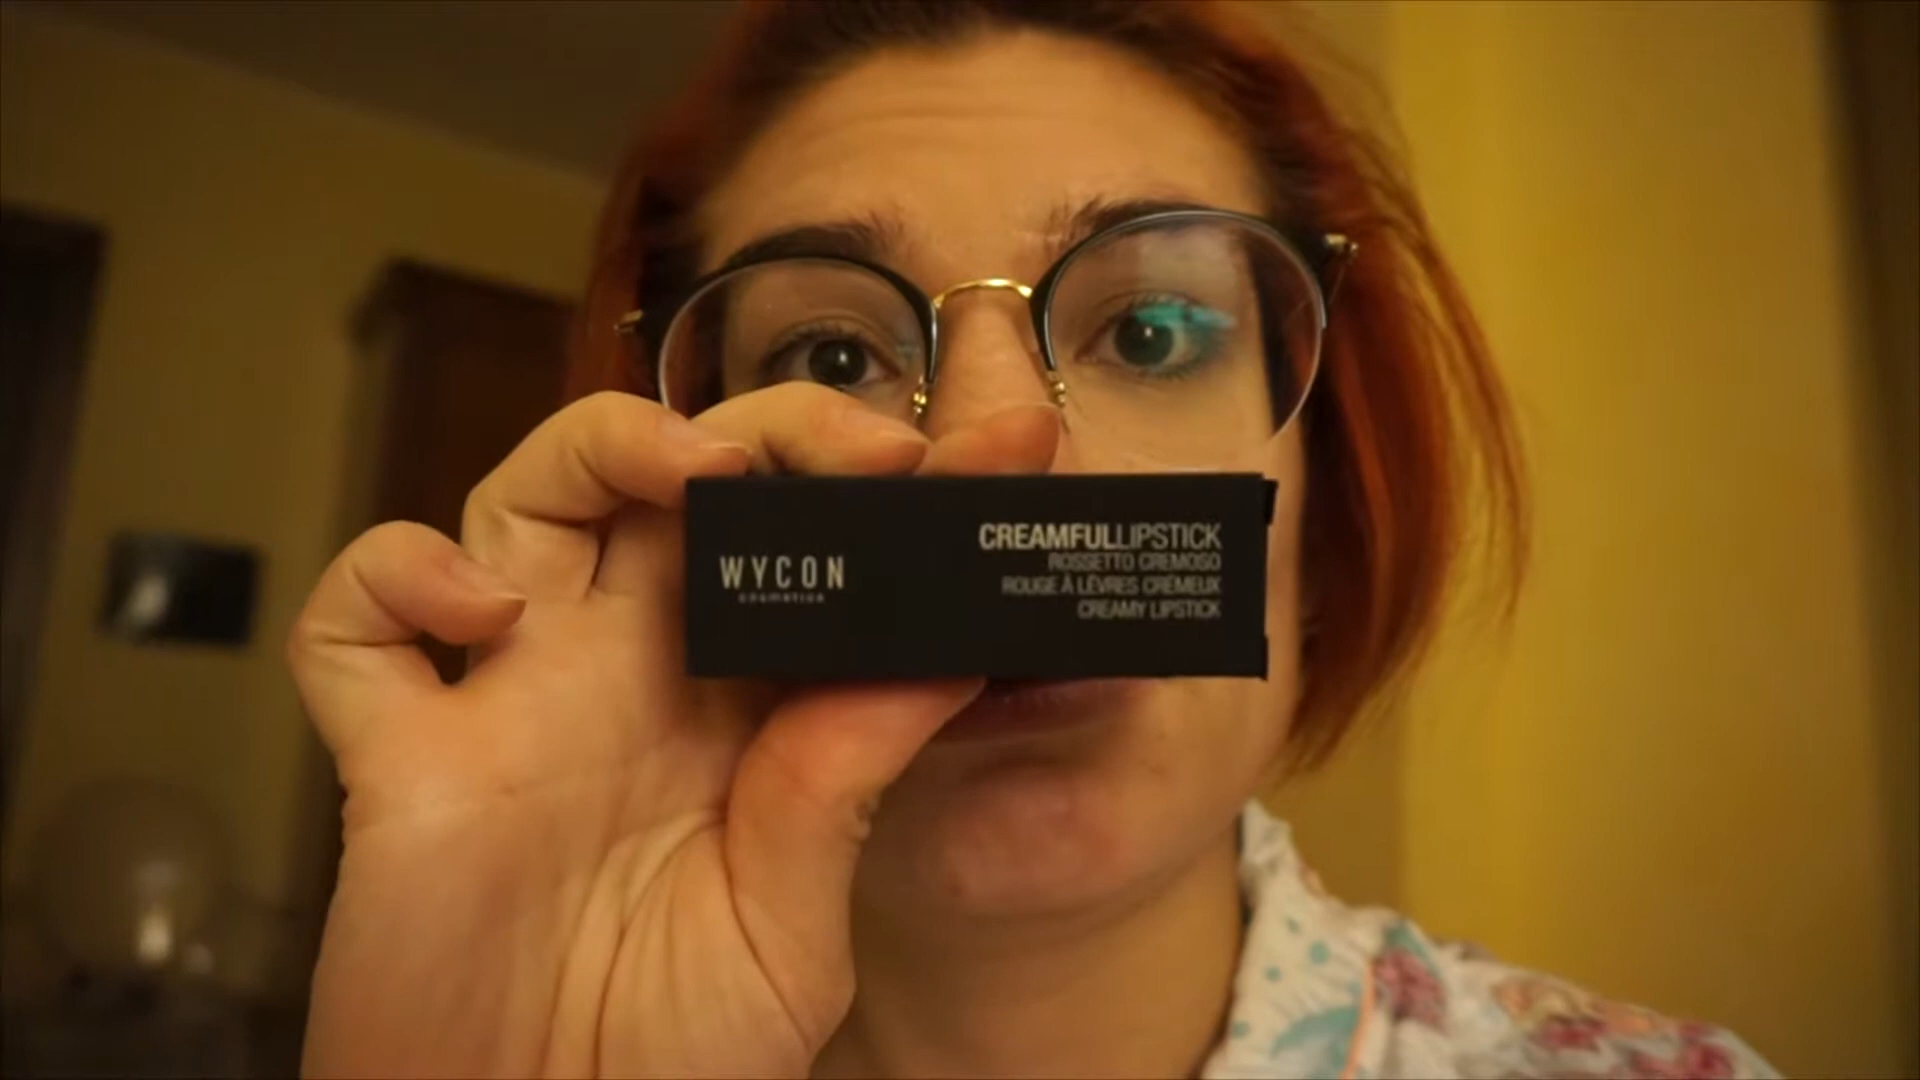 WYCON
cosmetics
CREAMFULLIPSTICK
ROSSETTO CREMOSO
ROUGE À LÈVRES CRÉMEUX
CREAMY LIPSTICK